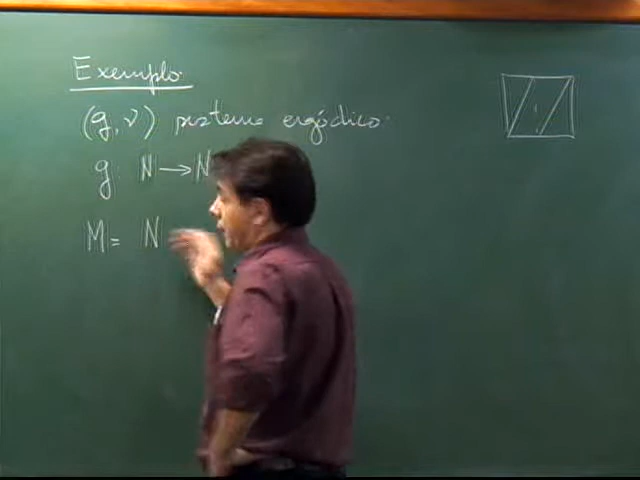 Exemplo.
(g, ν) sistema ergódico.
g: N → N
M = N